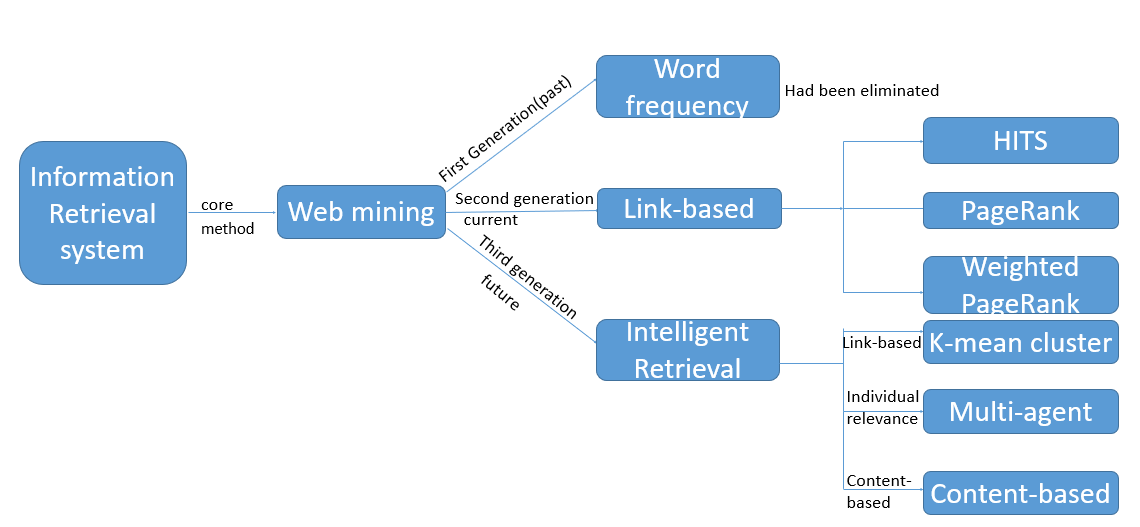 Information
Retrieval
system
core
method
Web mining
First Generation(past)
Second generation
current
Third generation
future
Word
frequency
Had been eliminated
Link-based
HITS
PageRank
Weighted
PageRank
Intelligent
Retrieval
Link-based
K-mean cluster
Individual
relevance
Multi-agent
Content-
based
Content-based